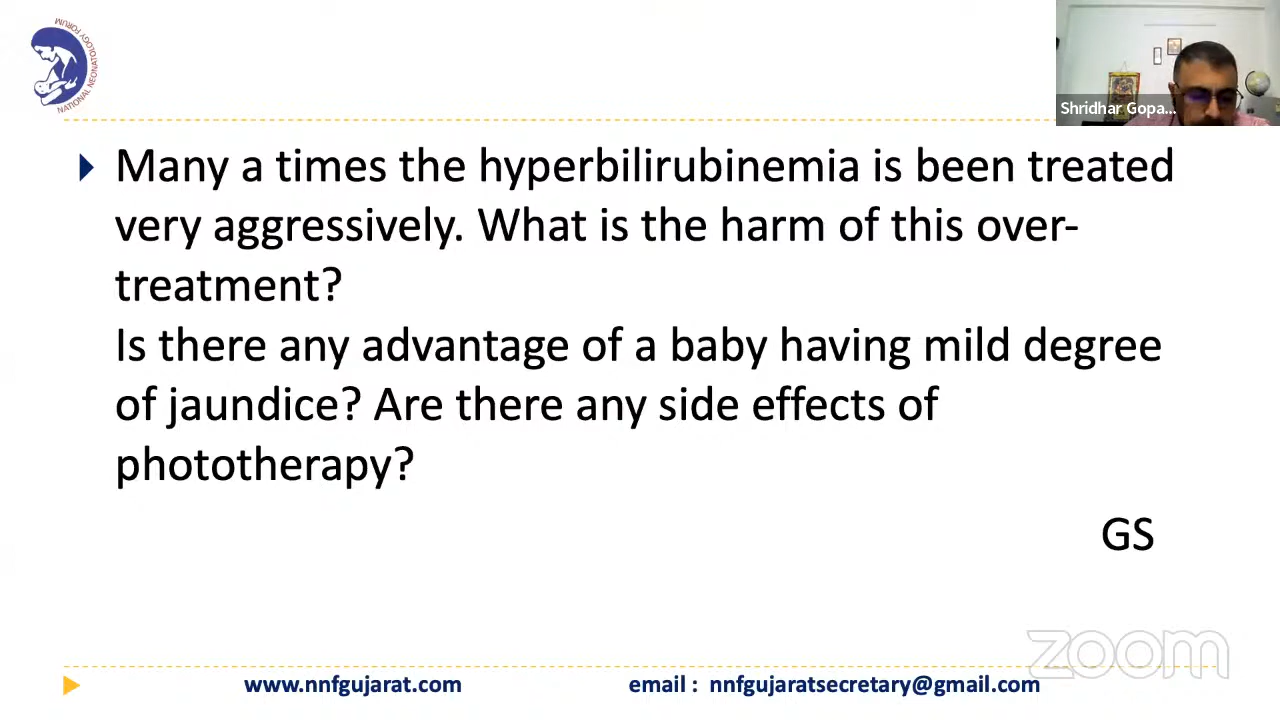 NATIONAL NEONATOLOGY FORUM
Shridhar Gopa...
Many a times the hyperbilirubinemia is been treated
very aggressively. What is the harm of this over-
treatment?
Is there any advantage of a baby having mild degree
of jaundice? Are there any side effects of
phototherapy?
GS
zoom
www.nnfgujarat.com
email : nnfgujaratsecretary@gmail.com